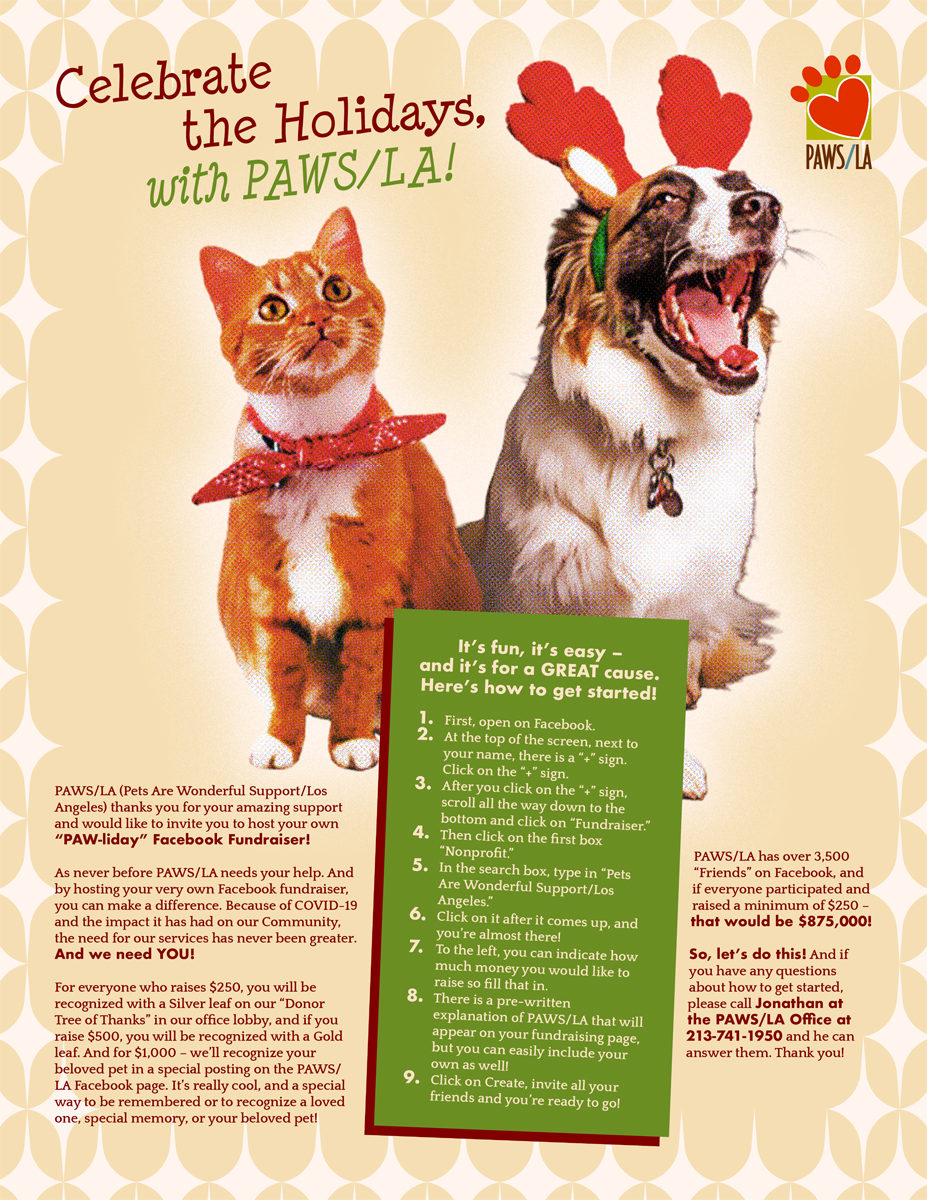 Celebrate
the Holidays,
with PAWS/LA!
PAWS/LA
It's fun, it's easy –
and it's for a GREAT cause.
Here's how to get started!
1. First, open on Facebook.
2. At the top of the screen, next to
your name, there is a “+” sign.
Click on the “+” sign.
3. After you click on the “+” sign,
scroll all the way down to the
bottom and click on “Fundraiser.”
4. Then click on the first box
“Nonprofit.”
5. In the search box, type in “Pets
Are Wonderful Support/Los
Angeles.”
6. Click on it after it comes up, and
you're almost there!
7. To the left, you can indicate how
much money you would like to
raise so fill that in.
8. There is a pre-written
explanation of PAWS/LA that will
appear on your fundraising page,
but you can easily include your
own as well!
9. Click on Create, invite all your
friends and you're ready to go!
PAWS/LA (Pets Are Wonderful Support/Los
Angeles) thanks you for your amazing support
and would like to invite you to host your own
“PAW-liday” Facebook Fundraiser!
As never before PAWS/LA needs your help. And
by hosting your very own Facebook fundraiser,
you can make a difference. Because of COVID-19
and the impact it has had on our Community,
the need for our services has never been greater.
And we need YOU!
For everyone who raises $250, you will be
recognized with a Silver leaf on our “Donor
Tree of Thanks” in our office lobby, and if you
raise $500, you will be recognized with a Gold
leaf. And for $1,000 – we'll recognize your
beloved pet in a special posting on the PAWS/
LA Facebook page. It's really cool, and a special
way to be remembered or to recognize a loved
one, special memory, or your beloved pet!
PAWS/LA has over 3,500
“Friends” on Facebook, and
if everyone participated and
raised a minimum of $250 –
that would be $875,000!
So, let's do this! And if
you have any questions
about how to get started,
please call Jonathan at
the PAWS/LA Office at
213-741-1950 and he can
answer them. Thank you!